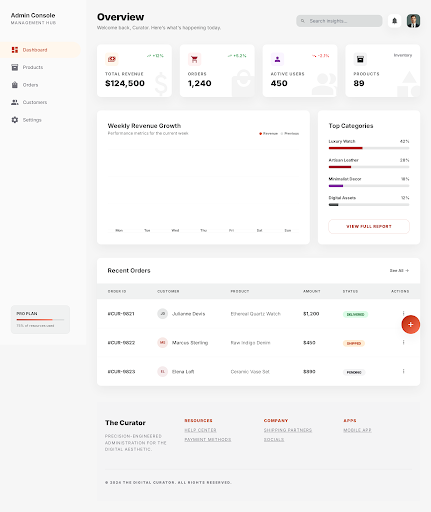 Admin Console
MANAGEMENT HUB
Dashboard
Products
Orders
Customers
Settings
PRO PLAN
75% of resources used
Overview
Welcome back, Curator. Here's what's happening today.
Search insights...
+12%
TOTAL REVENUE
$124,500
+5.2%
ORDERS
1,240
-2.1%
ACTIVE USERS
450
Inventory
PRODUCTS
89
Weekly Revenue Growth
Performance metrics for the current week
Revenue
Previous
Mon Tue Wed Thu Fri Sat Sun
Top Categories
Luxury Watch 42%
Artisan Leather 28%
Minimalist Decor 18%
Digital Assets 12%
VIEW FULL REPORT
Recent Orders
See All →
ORDER ID CUSTOMER PRODUCT AMOUNT STATUS ACTIONS
#CUR-9821 JD Julianne Davis Ethereal Quartz Watch $1,200 DELIVERED
#CUR-9822 MS Marcus Sterling Raw Indigo Denim $450 SHIPPED
#CUR-9823 EL Elena Loft Ceramic Vase Set $890 PENDING
+
The Curator
PRECISION-ENGINEERED
ADMINISTRATION FOR THE
DIGITAL AESTHETIC.
RESOURCES
HELP CENTER
PAYMENT METHODS
COMPANY
SHIPPING PARTNERS
SOCIALS
APPS
MOBILE APP
© 2024 THE DIGITAL CURATOR. ALL RIGHTS RESERVED.